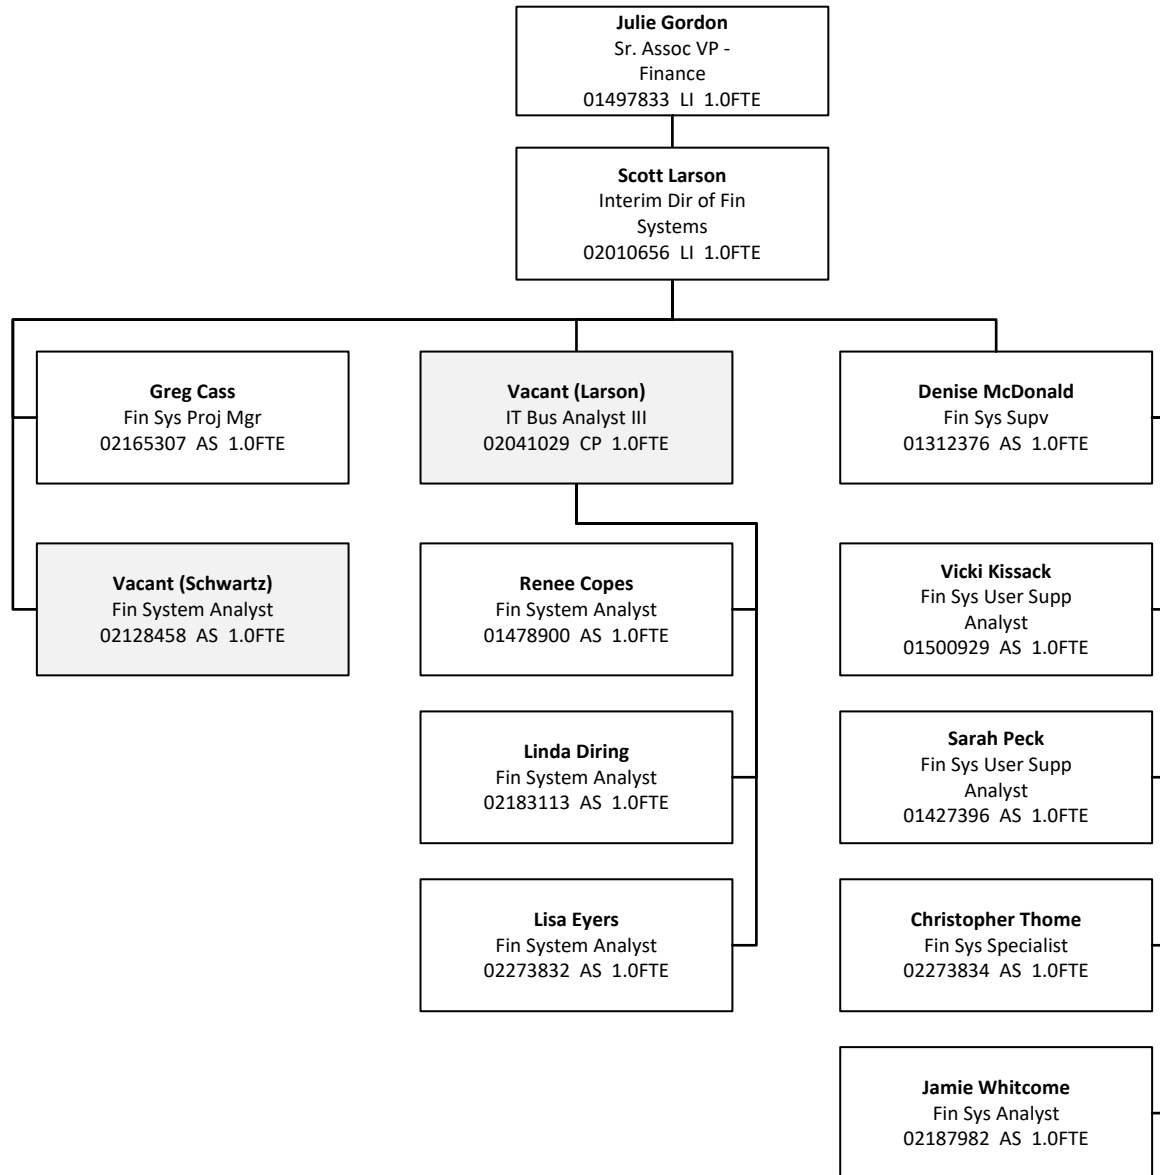 Julie Gordon
Sr. Assoc VP -
Finance
01497833 LI 1.0FTE
Scott Larson
Interim Dir of Fin
Systems
02010656 LI 1.0FTE
Greg Cass
Fin Sys Proj Mgr
02165307 AS 1.0FTE
Vacant (Larson)
IT Bus Analyst III
02041029 CP 1.0FTE
Denise McDonald
Fin Sys Supv
01312376 AS 1.0FTE
Vacant (Schwartz)
Fin System Analyst
02128458 AS 1.0FTE
Renee Copes
Fin System Analyst
01478900 AS 1.0FTE
Vicki Kissack
Fin Sys User Supp
Analyst
01500929 AS 1.0FTE
Linda Diring
Fin System Analyst
02183113 AS 1.0FTE
Sarah Peck
Fin Sys User Supp
Analyst
01427396 AS 1.0FTE
Lisa Eyers
Fin System Analyst
02273832 AS 1.0FTE
Christopher Thome
Fin Sys Specialist
02273834 AS 1.0FTE
Jamie Whitcome
Fin Sys Analyst
02187982 AS 1.0FTE